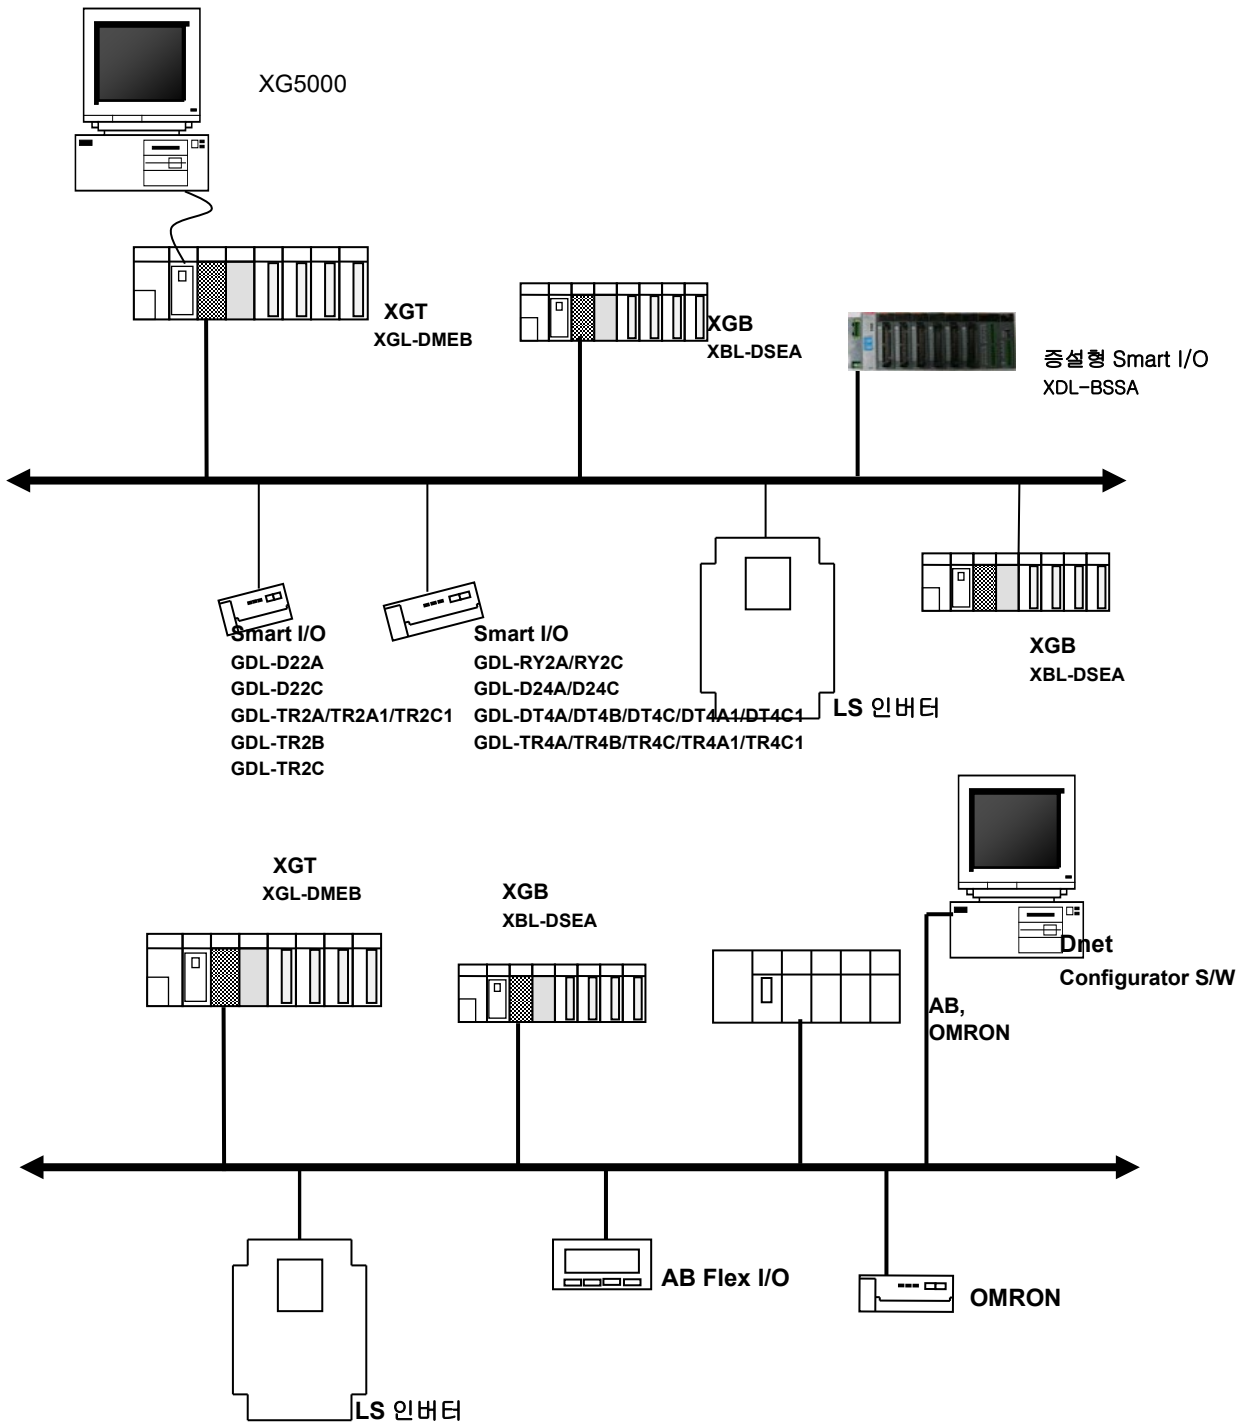 XG5000
XGT
XGL-DMEB
XGB
XBL-DSEA
증설형 Smart I/O
XDL-BSSA
Smart I/O
GDL-D22A
GDL-D22C
GDL-TR2A/TR2A1/TR2C1
GDL-TR2B
GDL-TR2C
Smart I/O
GDL-RY2A/RY2C
GDL-D24A/D24C
GDL-DT4A/DT4B/DT4C/DT4A1/DT4C1
GDL-TR4A/TR4B/TR4C/TR4A1/TR4C1
LS 인버터
XGB
XBL-DSEA
XGT
XGL-DMEB
XGB
XBL-DSEA
Dnet
Configurator S/W
AB,
OMRON
AB Flex I/O
OMRON
LS 인버터